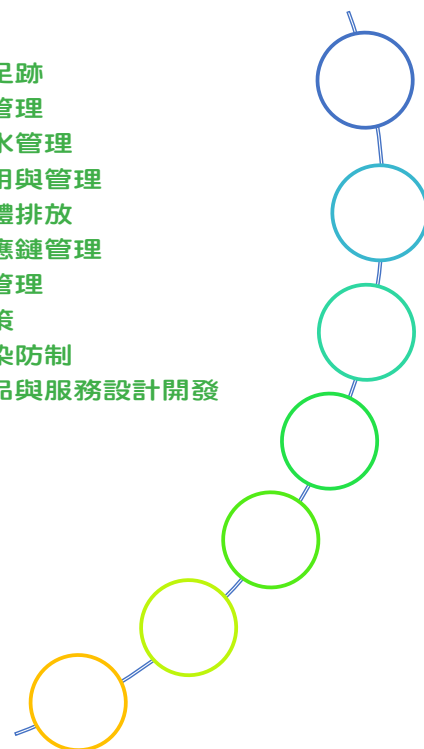 足跡
管理
水管理
用與管理
體排放
應鏈管理
管理
策
染防制
品與服務設計開發